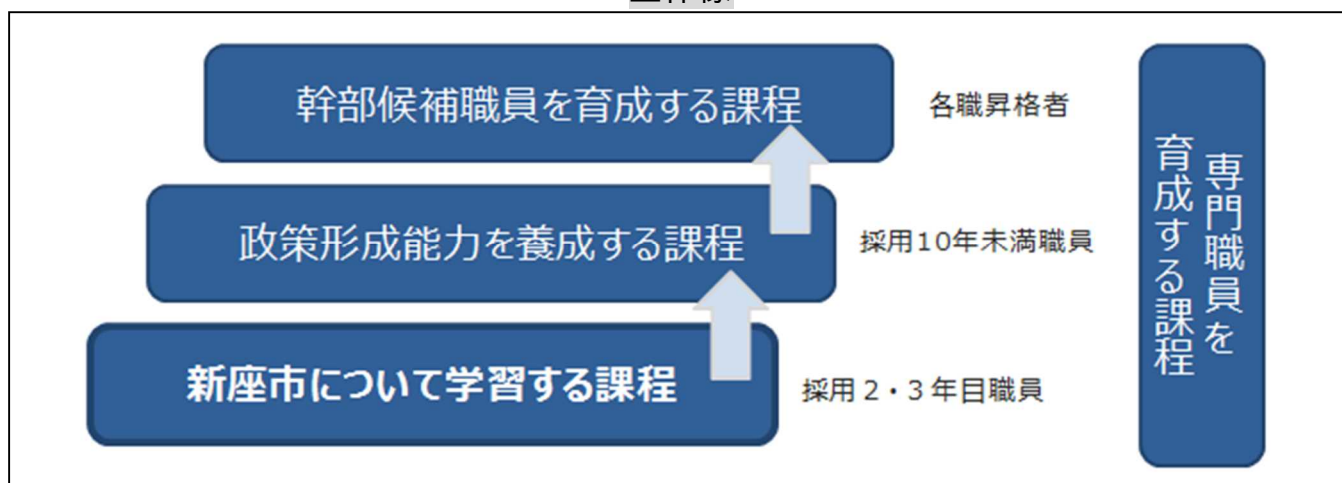 幹部候補職員を育成する課程
各職昇格者
政策形成能力を養成する課程
採用10年未満職員
新座市について学習する課程
採用2・3年目職員
専門職員を
育成する課程